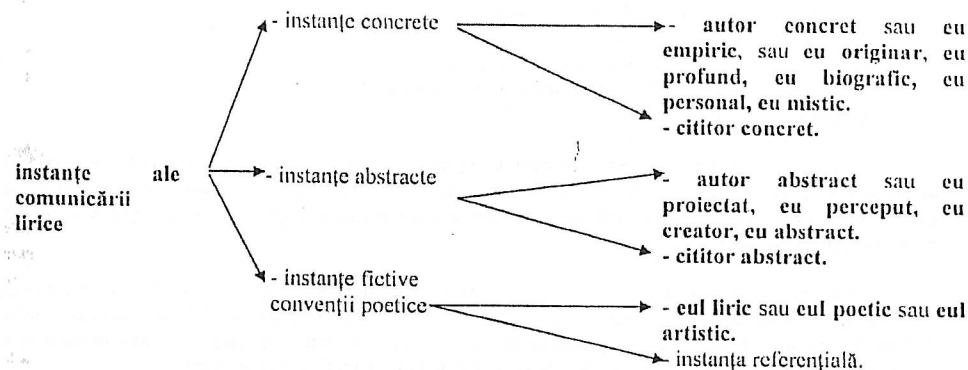 - instanțe concrete
- autor concret sau eu
empiric, sau eu originar, eu
profund, eu biografic, eu
personal, eu mistic.
- cititor concret.
instanțe ale
comunicării
lirice
- instanțe abstracte
- autor abstract sau eu
proiectat, eu perceput, eu
creator, eu abstract.
- cititor abstract.
- instanțe fictive
convenții poetice
- eul liric sau eul poetic sau eul
artistic.
- instanța referențială.